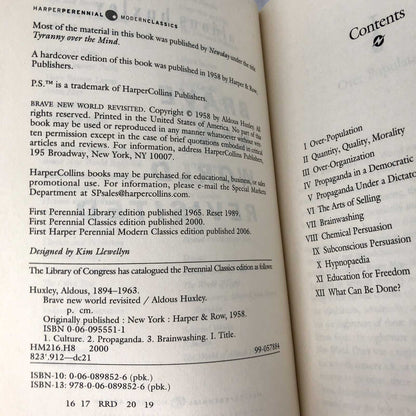 HARPERPERENNIAL MODERNCLASSICS
Most of the material in this book was published by Newsday under the title
Tyranny over the Mind.
A hardcover edition of this book was published in 1958 by Harper & Row,
Publishers.
P.S.™ is a trademark of HarperCollins Publishers.
BRAVE NEW WORLD REVISITED. Copyright © 1958 by Aldous Huxley. All
rights reserved. Printed in the United States of America. No part of this
book may be used or reproduced in any manner whatsoever without writ-
ten permission except in the case of brief quotations embodied in critical
articles and reviews. For information, address HarperCollins Publishers,
195 Broadway, New York, NY 10007.
HarperCollins books may be purchased for educational, business, or sales
promotional use. For information, please e-mail the Special Markets
Department at SPsales@harpercollins.com.
First Perennial Library edition published 1965. Reset 1989.
First Perennial Classics edition published 2000.
First Harper Perennial Modern Classics edition published 2006.
Designed by Kim Llewellyn
The Library of Congress has catalogued the Perennial Classics edition as follows:
Huxley, Aldous, 1894–1963.
Brave new world revisited / Aldous Huxley.
p. cm.
Originally published : New York : Harper & Row, 1958.
ISBN 0-06-095551-1
1. Culture. 2. Propaganda. 3. Brainwashing. I. Title.
HM216.H8 2000
823'.912—dc21 99-057884
ISBN-10: 0-06-089852-6 (pbk.)
ISBN-13: 978-0-06-089852-6 (pbk.)
16 17 RRD 20 19
Contents
I Over-Population
II Quantity, Quality, Morality
III Over-Organization
IV Propaganda in a Democratic
V Propaganda Under a Dictato
VI The Arts of Selling
VII Brainwashing
VIII Chemical Persuasion
IX Subconscious Persuasion
X Hypnopaedia
XI Education for Freedom
XII What Can Be Done?